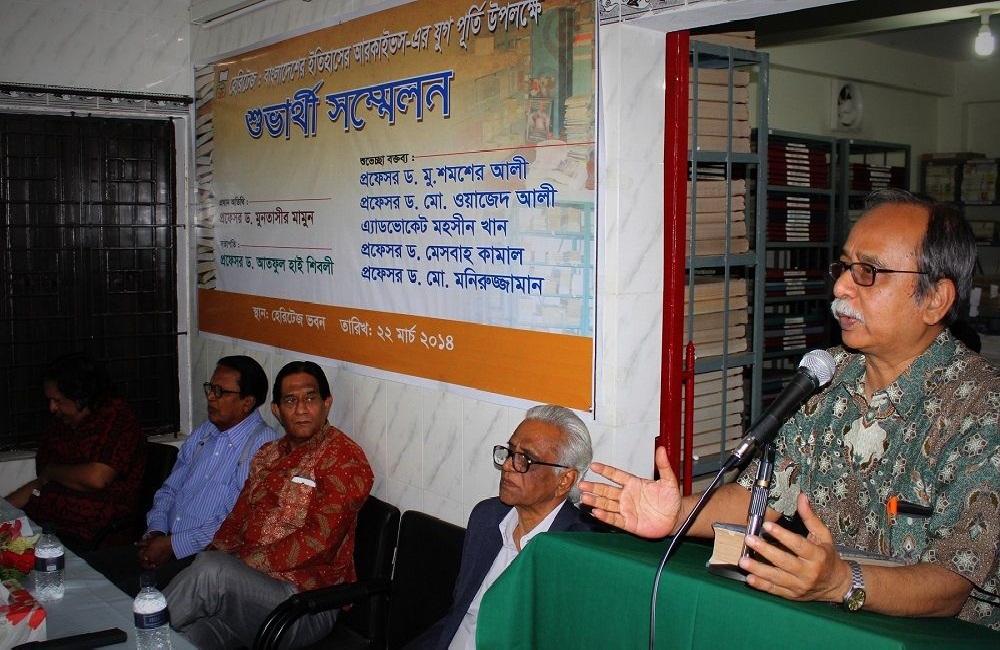 হেরিটেজ : বাংলাদেশের ইতিহাসের আরকাইভস-এর যুগ পূর্তি উপলক্ষে
শুভার্থী সম্মেলন
প্রধান অতিথি :
প্রফেসর ড. মুনতাসীর মামুন
সভাপতি :
প্রফেসর ড. আতফুল হাই শিবলী
শুভেচ্ছা বক্তব্য :
প্রফেসর ড. মু.শমশের আলী
প্রফেসর ড. মো. ওয়াজেদ আলী
এ্যাডভোকেট মহসীন খান
প্রফেসর ড. মেসবাহ কামাল
প্রফেসর ড. মো. মনিরুজ্জামান
স্থান: হেরিটেজ ভবন তারিখ: ২২ মার্চ ২০১৪